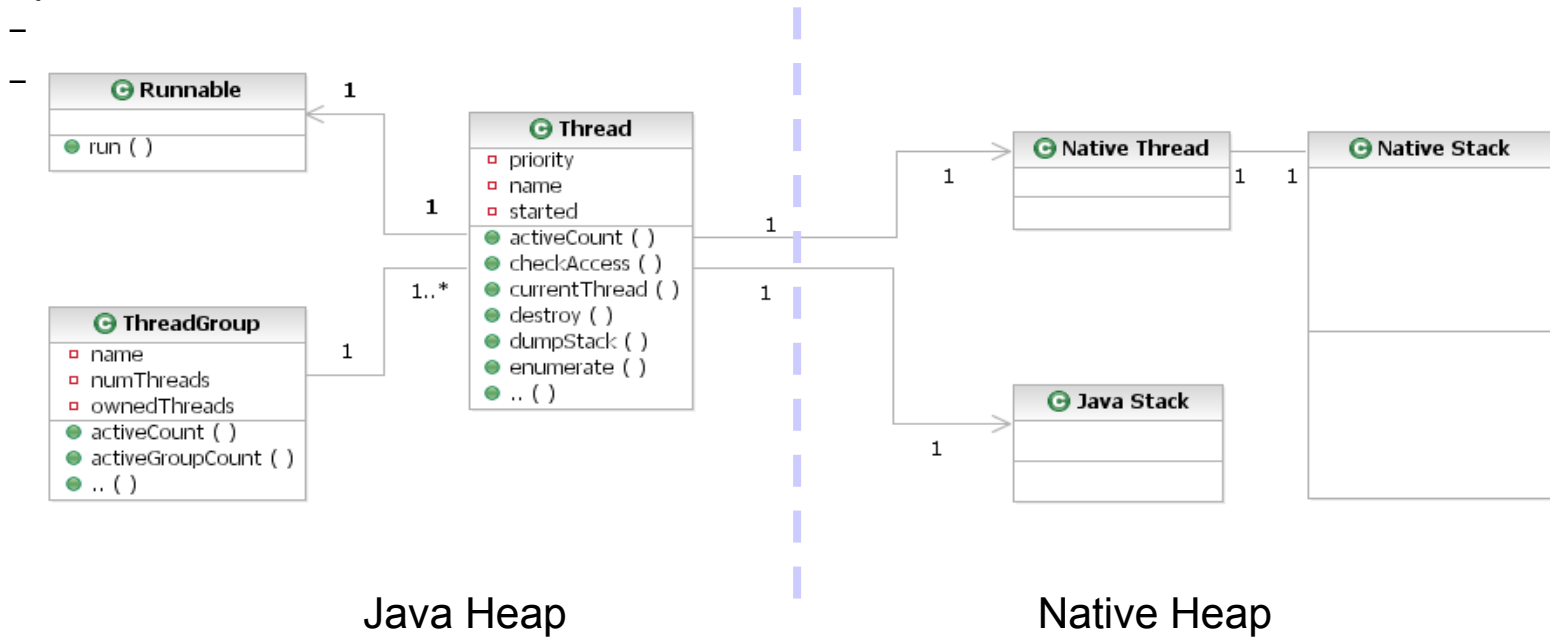 –
–
Runnable
run ( )
1
1
Thread
priority
name
started
activeCount ( )
checkAccess ( )
currentThread ( )
destroy ( )
dumpStack ( )
enumerate ( )
.. ( )
1..*
1
ThreadGroup
name
numThreads
ownedThreads
activeCount ( )
activeGroupCount ( )
.. ( )
1
1
1
1
Native Thread
1
1
Native Stack
Java Stack
Java Heap
Native Heap